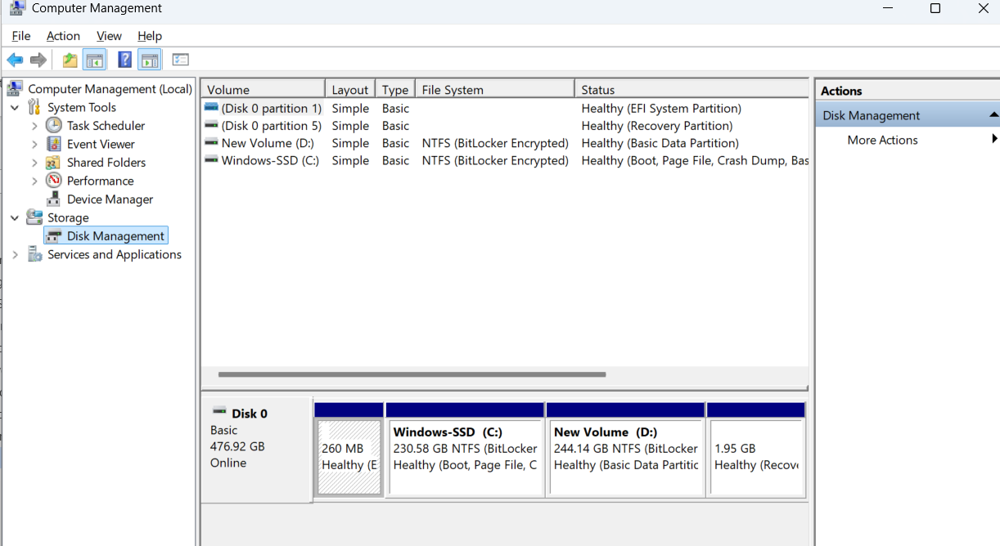 Computer Management
File Action View Help
Computer Management (Local)
System Tools
Task Scheduler
Event Viewer
Shared Folders
Performance
Device Manager
Storage
Disk Management
Services and Applications
Volume Layout Type File System Status
(Disk 0 partition 1) Simple Basic Healthy (EFI System Partition)
(Disk 0 partition 5) Simple Basic Healthy (Recovery Partition)
New Volume (D:) Simple Basic NTFS (BitLocker Encrypted) Healthy (Basic Data Partition)
Windows-SSD (C:) Simple Basic NTFS (BitLocker Encrypted) Healthy (Boot, Page File, Crash Dump, Bas
Disk 0
Basic
476.92 GB
Online
260 MB
Healthy (E
Windows-SSD (C:)
230.58 GB NTFS (BitLocker
Healthy (Boot, Page File, C
New Volume (D:)
244.14 GB NTFS (BitLocker
Healthy (Basic Data Partitic
1.95 GB
Healthy (Recov
Actions
Disk Management
More Actions